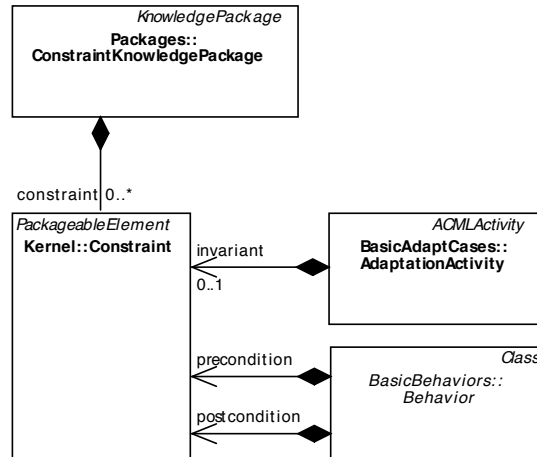 KnowledgePackage
Packages::
ConstraintKnowledgePackage
constraint 0..*
PackageableElement
Kernel::Constraint
ACMLActivity
BasicAdaptCases::
AdaptationActivity
invariant
0..1
precondition
postcondition
Class
BasicBehaviors::
Behavior